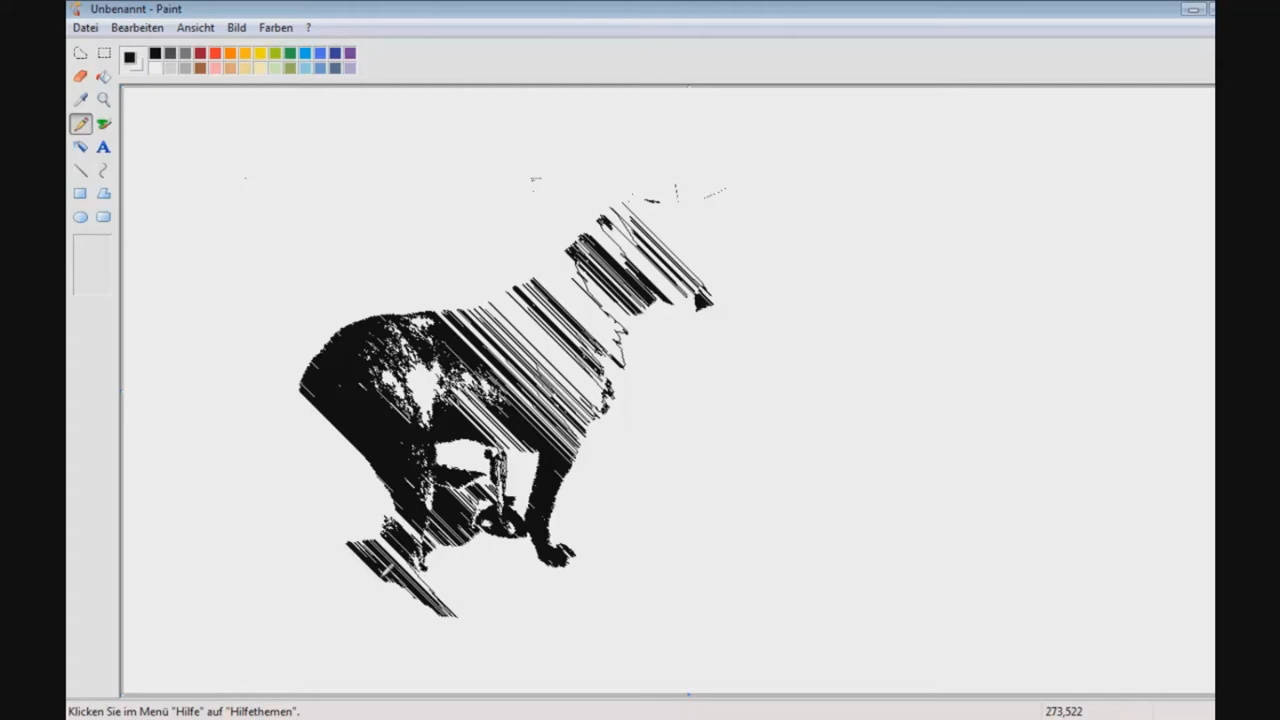 Unbenannt - Paint
Datei Bearbeiten Ansicht Bild Farben ?
A
Klicken Sie im Menü "Hilfe" auf "Hilfethemen".
273,522